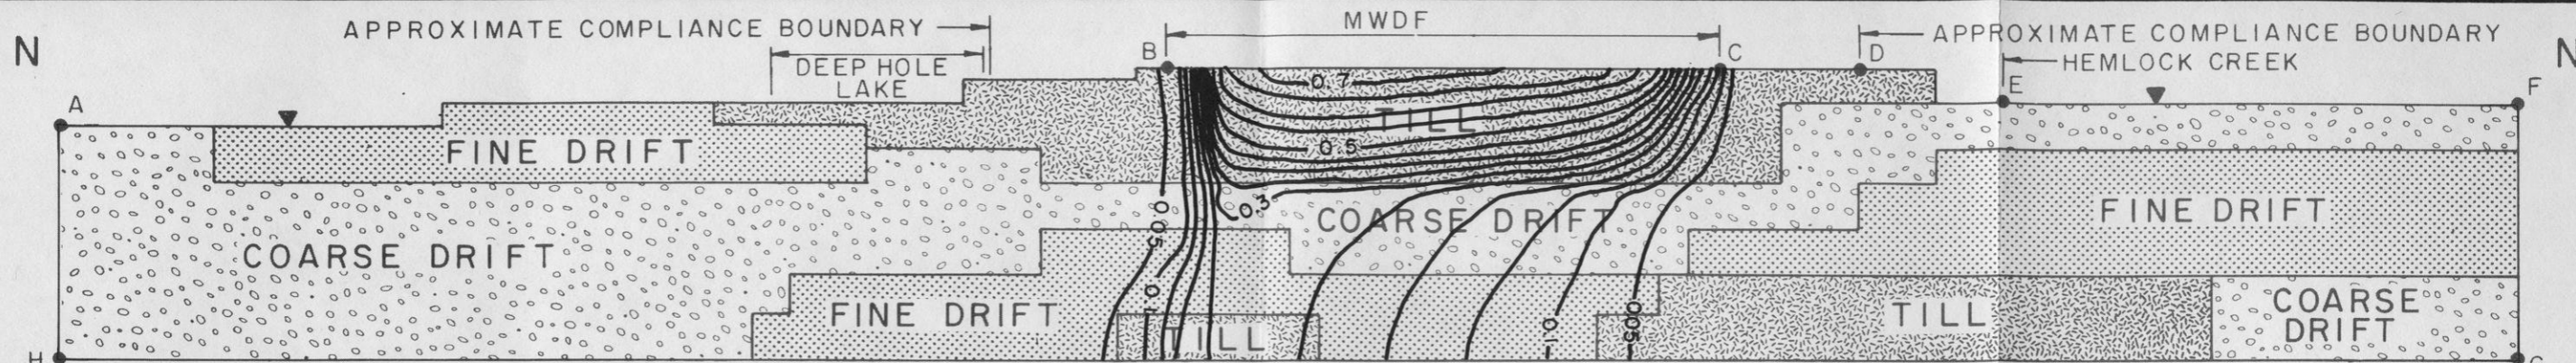 APPROXIMATE COMPLIANCE BOUNDARY
MWDF
APPROXIMATE COMPLIANCE BOUNDARY
N
B
C
D
N
DEEP HOLE
LAKE
HEMLOCK CREEK
A
E
F
0.7
TILL
FINE DRIFT
0.5
0.3
COARSE DRIFT
FINE DRIFT
0.05
COARSE DRIFT
0.1
FINE DRIFT
TILL
0.1
0.05
TILL
COARSE
DRIFT
H